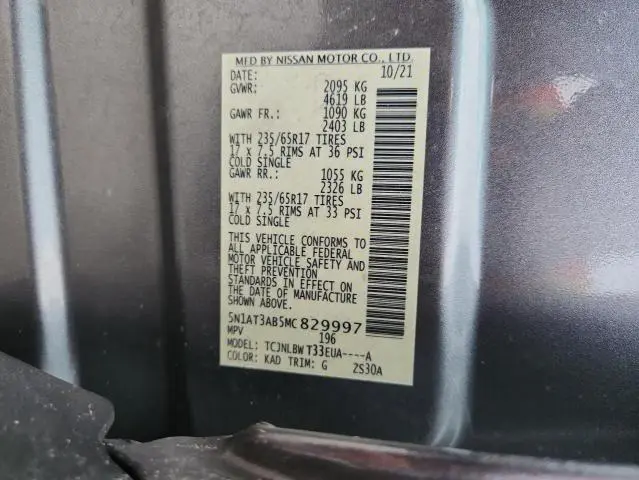 MFD BY NISSAN MOTOR CO., LTD.
DATE: 10/21
GVWR: 2095 KG
4619 LB
GAWR FR.: 1090 KG
2403 LB
WITH 235/65R17 TIRES
17 x 7.5 RIMS AT 36 PSI
COLD SINGLE
GAWR RR.: 1055 KG
2326 LB
WITH 235/65R17 TIRES
17 x 7.5 RIMS AT 33 PSI
COLD SINGLE
THIS VEHICLE CONFORMS TO
ALL APPLICABLE FEDERAL
MOTOR VEHICLE SAFETY AND
THEFT PREVENTION
STANDARDS IN EFFECT ON
THE DATE OF MANUFACTURE
SHOWN ABOVE.
5N1AT3AB5MC829997
MPV 196
MODEL: TCJNLBWT33EUA----A
COLOR: KAD TRIM: G 2S30A